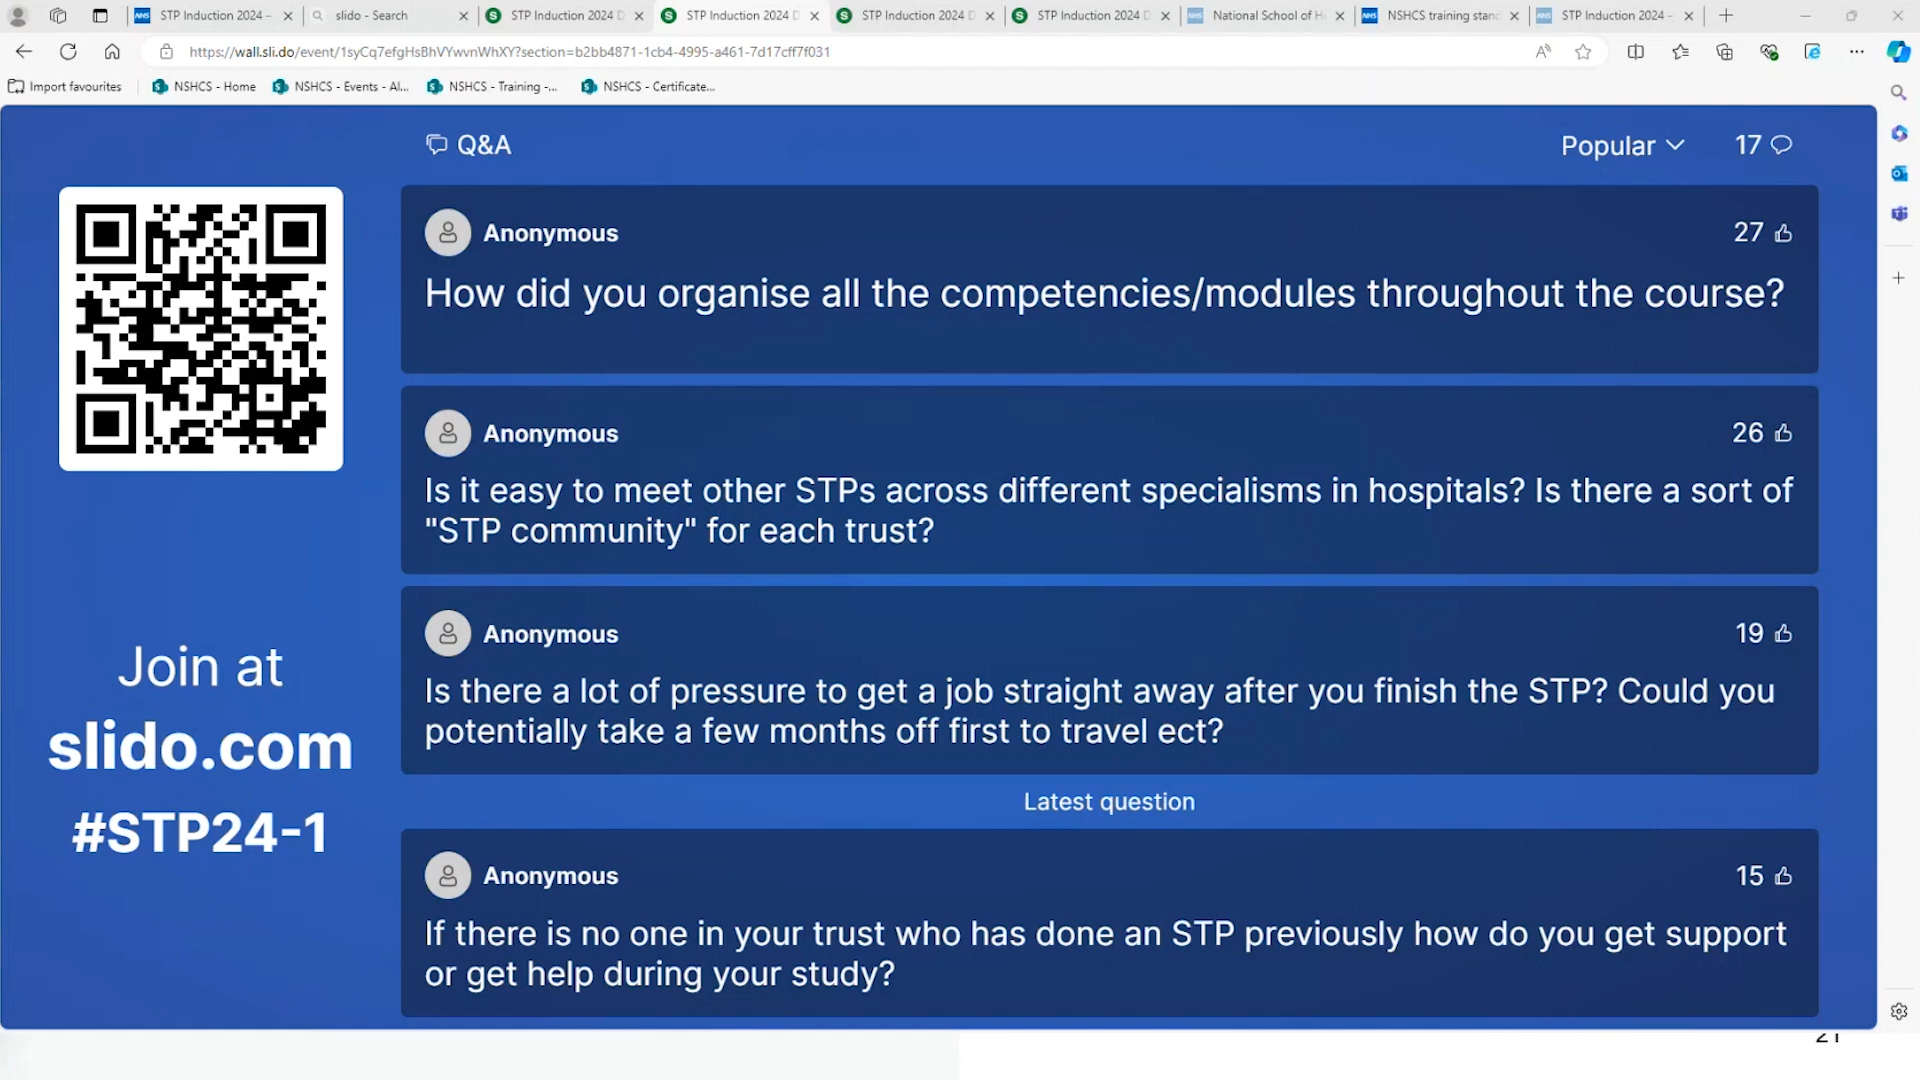 STP Induction 2024 –
slido - Search
STP Induction 2024 D
STP Induction 2024 D
STP Induction 2024 D
STP Induction 2024 D
National School of He
NSHCS training stanc
STP Induction 2024 –
https://wall.sli.do/event/1syCq7efgHsBhVYwvnWhXY?section=b2bb4871-1cb4-4995-a461-7d17cff7f031
Import favourites
NSHCS - Home
NSHCS - Events - Al...
NSHCS - Training -...
NSHCS - Certificate...
Q&A
Popular
17
Anonymous
27
How did you organise all the competencies/modules throughout the course?
Anonymous
26
Is it easy to meet other STPs across different specialisms in hospitals? Is there a sort of
"STP community" for each trust?
Anonymous
19
Is there a lot of pressure to get a job straight away after you finish the STP? Could you
potentially take a few months off first to travel ect?
Latest question
Anonymous
15
If there is no one in your trust who has done an STP previously how do you get support
or get help during your study?
Join at
slido.com
#STP24-1
21